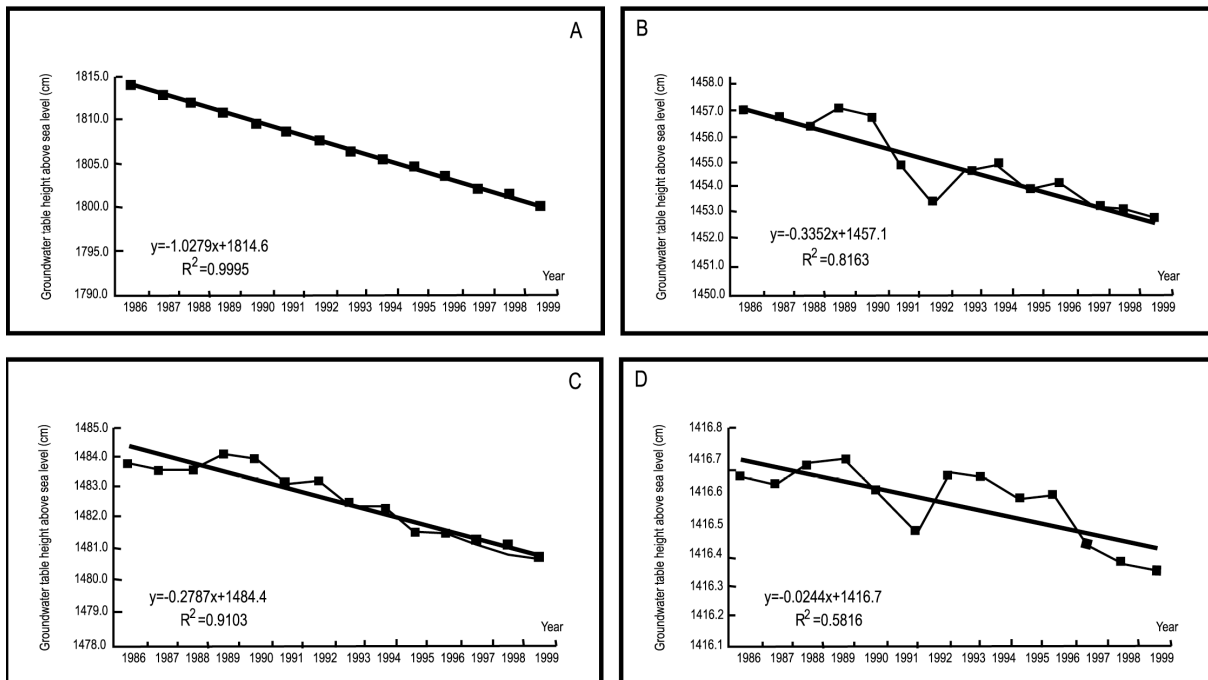 A
Groundwater table height above sea level (cm)
1815.0
1810.0
1805.0
1800.0
1795.0
1790.0
y=-1.0279x+1814.6
R2=0.9995
Year
1986 1987 1988 1989 1990 1991 1992 1993 1994 1995 1996 1997 1998 1999
B
Groundwater table height above sea level (cm)
1458.0
1457.0
1456.0
1455.0
1454.0
1453.0
1452.0
1451.0
1450.0
y=-0.3352x+1457.1
R2=0.8163
Year
1986 1987 1988 1989 1990 1991 1992 1993 1994 1995 1996 1997 1998 1999
C
Groundwater table height above sea level (cm)
1485.0
1484.0
1483.0
1482.0
1481.0
1480.0
1479.0
1478.0
y=-0.2787x+1484.4
R2=0.9103
Year
1986 1987 1988 1989 1990 1991 1992 1993 1994 1995 1996 1997 1998 1999
D
Groundwater table height above sea level (cm)
1416.8
1416.7
1416.6
1416.5
1416.4
1416.3
1416.2
1416.1
y=-0.0244x+1416.7
R2=0.5816
Year
1986 1987 1988 1989 1990 1991 1992 1993 1994 1995 1996 1997 1998 1999